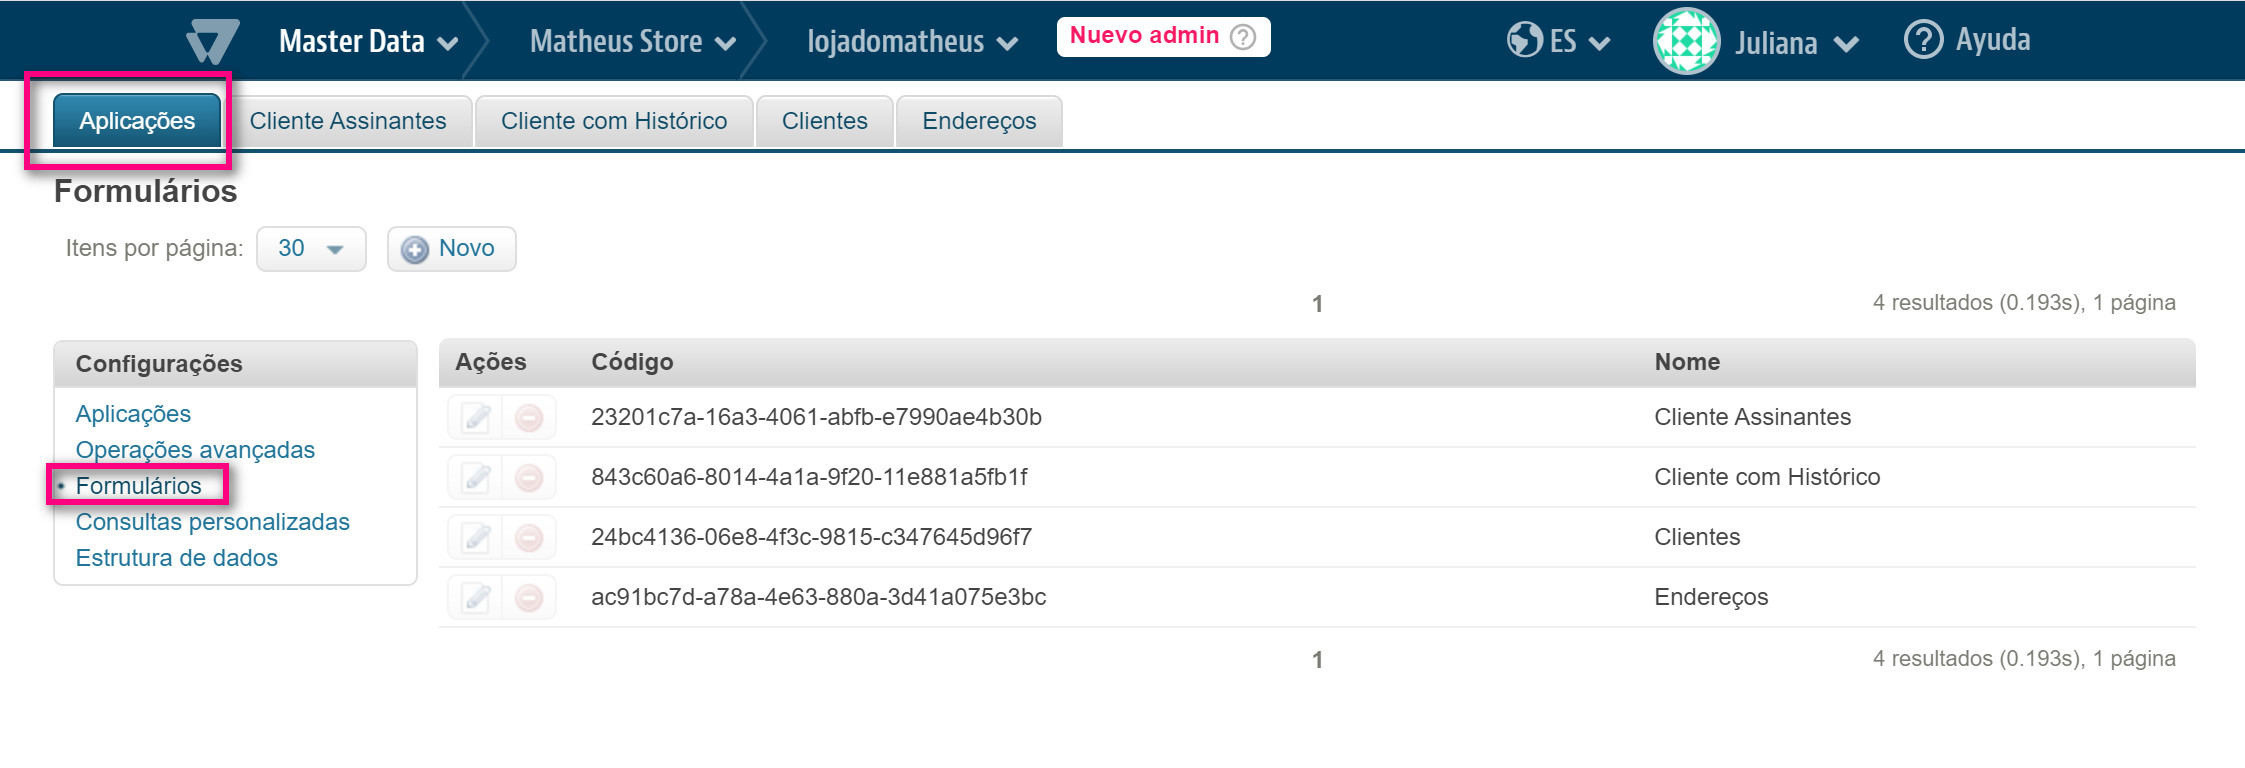 Master Data Matheus Store lojadomatheus Nuevo admin ? ES Juliana ? Ayuda
Aplicações Cliente Assinantes Cliente com Histórico Clientes Endereços
Formulários
Itens por página: 30 Novo
1 4 resultados (0.193s), 1 página
Configurações
Aplicações
Operações avançadas
Formulários
Consultas personalizadas
Estrutura de dados
Ações Código Nome
23201c7a-16a3-4061-abfb-e7990ae4b30b Cliente Assinantes
843c60a6-8014-4a1a-9f20-11e881a5fb1f Cliente com Histórico
24bc4136-06e8-4f3c-9815-c347645d96f7 Clientes
ac91bc7d-a78a-4e63-880a-3d41a075e3bc Endereços
1 4 resultados (0.193s), 1 página